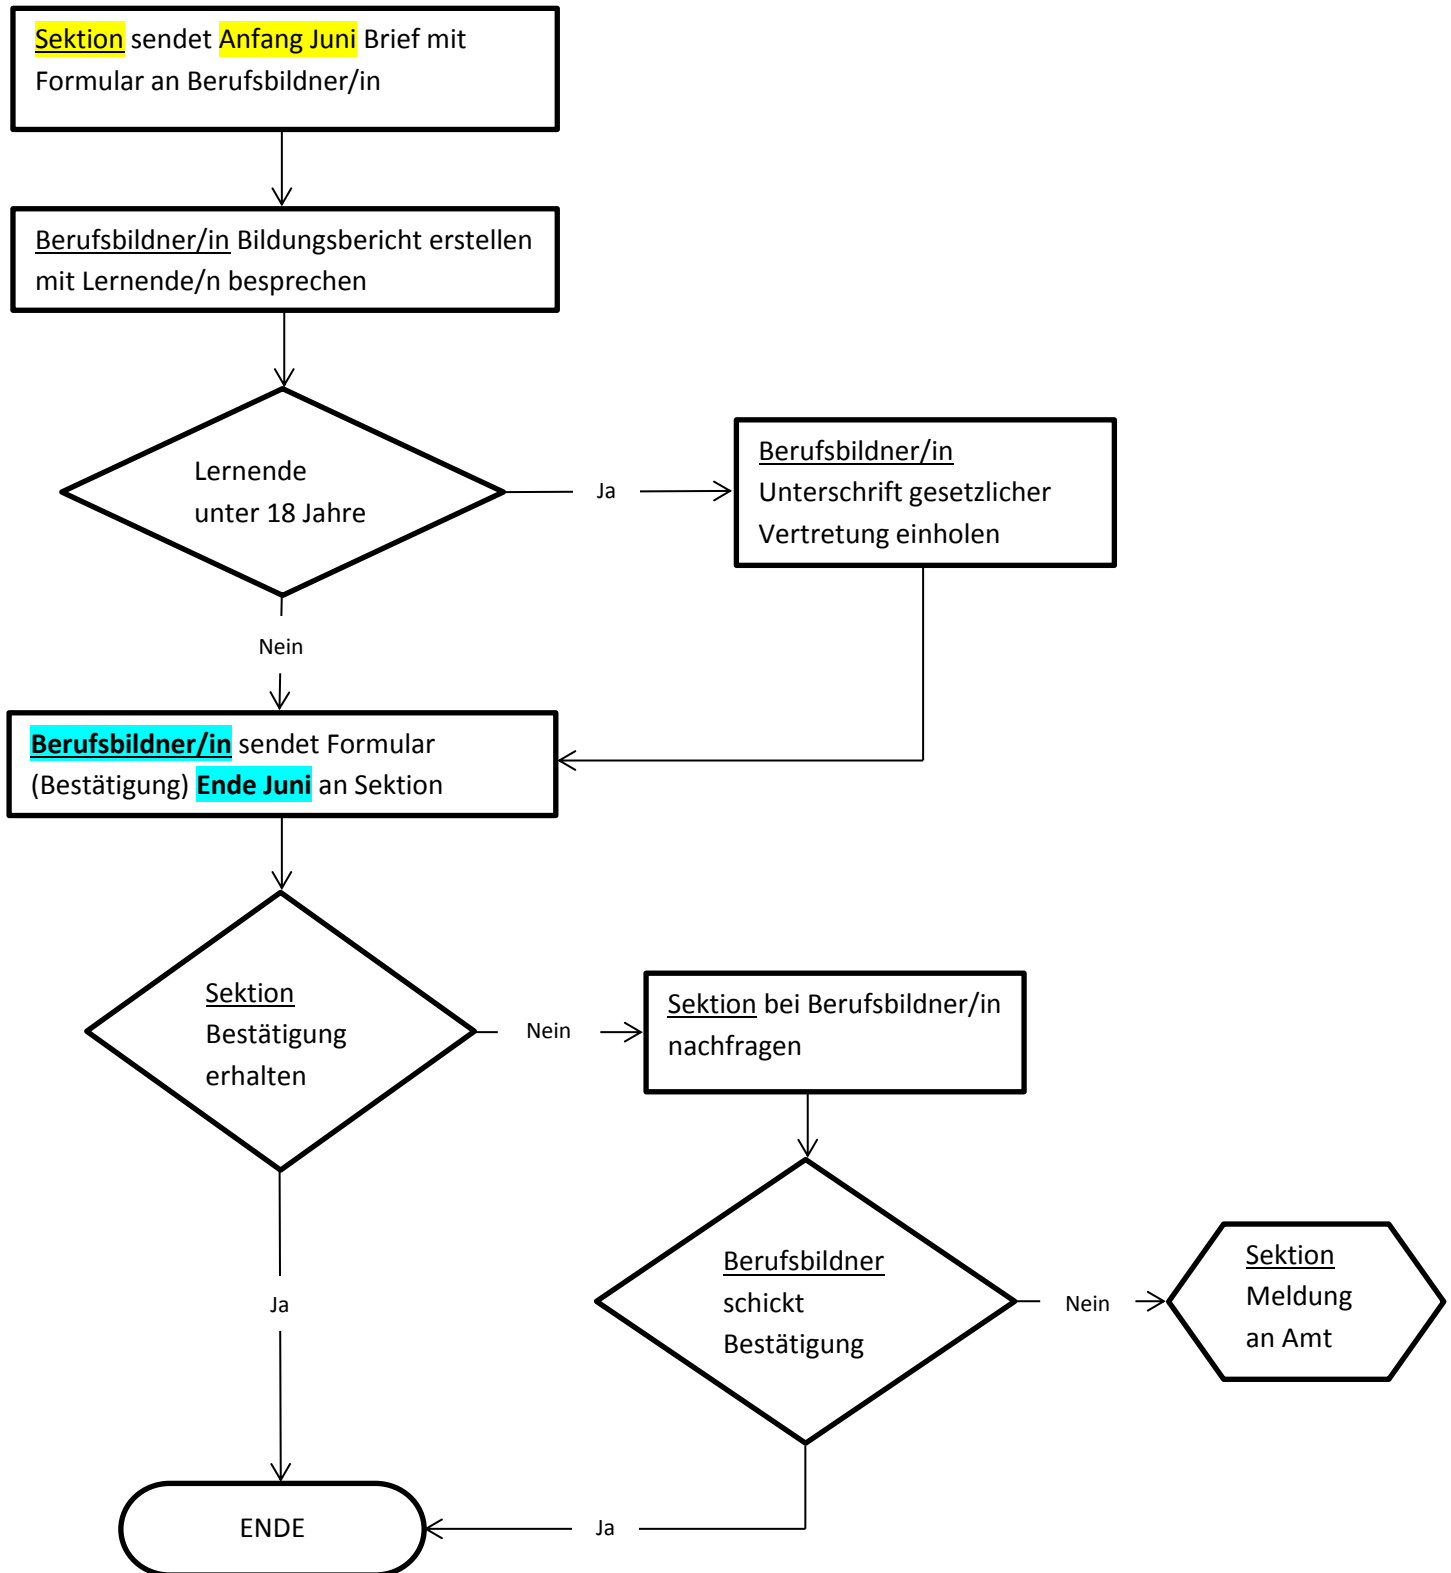 Sektion sendet Anfang Juni Brief mit
Formular an Berufsbildner/in
Berufsbildner/in Bildungsbericht erstellen
mit Lernende/n besprechen
Lernende
unter 18 Jahre
Ja
Berufsbildner/in
Unterschrift gesetzlicher
Vertretung einholen
Nein
Berufsbildner/in sendet Formular
(Bestätigung) Ende Juni an Sektion
Sektion
Bestätigung
erhalten
Nein
Sektion bei Berufsbildner/in
nachfragen
Ja
Berufsbildner
schickt
Bestätigung
Nein
Sektion
Meldung
an Amt
Ja
ENDE